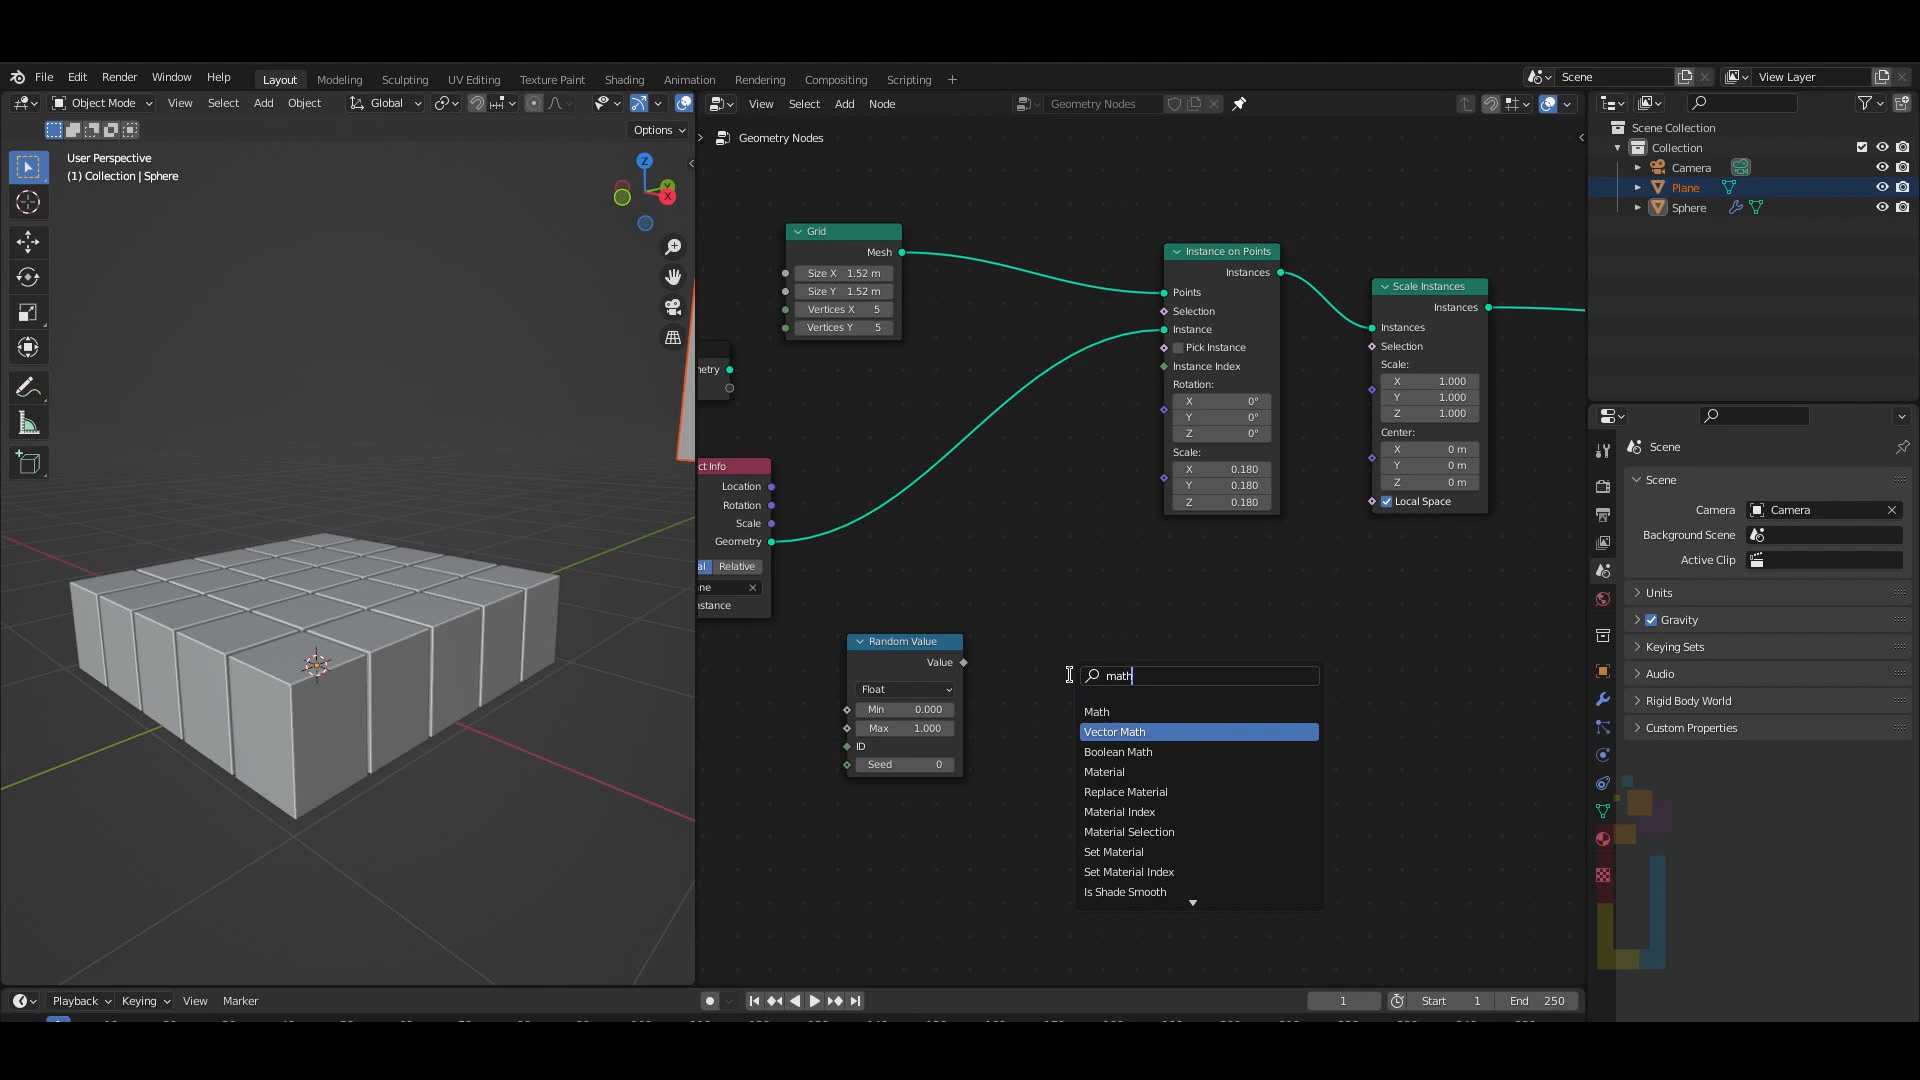 File Edit Render Window Help Layout Modeling Sculpting UV Editing Texture Paint Shading Animation Rendering Compositing Scripting + Scene View Layer
Object Mode View Select Add Object Global View Select Add Node Geometry Nodes
Options
Geometry Nodes
User Perspective
(1) Collection | Sphere
Z
Y
X
Grid
Mesh
Size X 1.52 m
Size Y 1.52 m
Vertices X 5
Vertices Y 5
etry
ct Info
Location
Rotation
Scale
Geometry
al Relative
ne
nstance
Instance on Points
Instances
Points
Selection
Instance
Pick Instance
Instance Index
Rotation:
X 0°
Y 0°
Z 0°
Scale:
X 0.180
Y 0.180
Z 0.180
Scale Instances
Instances
Instances
Selection
Scale:
X 1.000
Y 1.000
Z 1.000
Center:
X 0 m
Y 0 m
Z 0 m
Local Space
Random Value
Value
Float
Min 0.000
Max 1.000
ID
Seed 0
math
Math
Vector Math
Boolean Math
Material
Replace Material
Material Index
Material Selection
Set Material
Set Material Index
Is Shade Smooth
Scene Collection
Collection
Camera
Plane
Sphere
Scene
Scene
Camera Camera
Background Scene
Active Clip
Units
Gravity
Keying Sets
Audio
Rigid Body World
Custom Properties
Playback Keying View Marker 1 Start 1 End 250